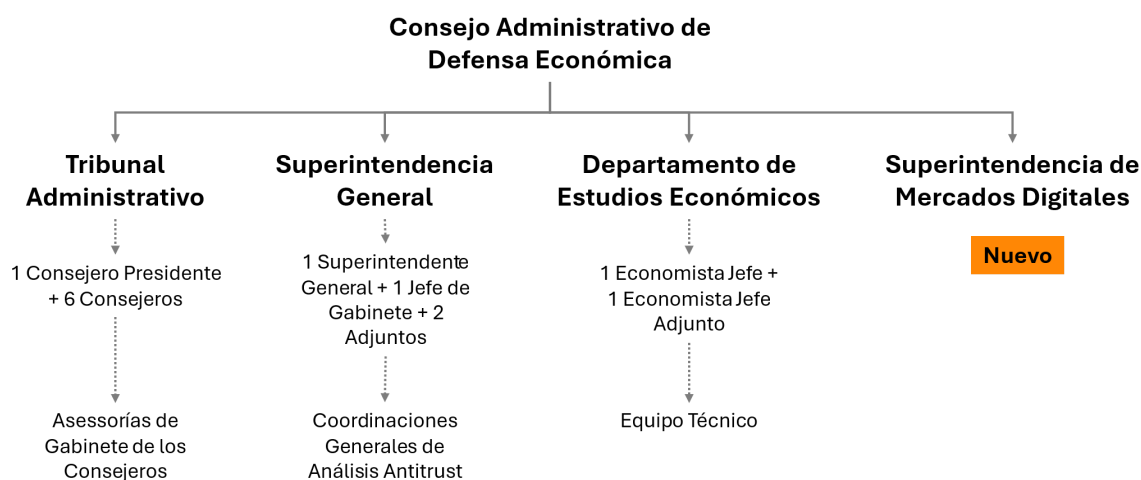 Consejo Administrativo de
Defensa Económica
Tribunal
Administrativo
1 Consejero Presidente
+ 6 Consejeros
Asesorías de
Gabinete de los
Consejeros
Superintendencia
General
1 Superintendente
General + 1 Jefe de
Gabinete + 2
Adjuntos
Coordinaciones
Generales de
Análisis Antitrust
Departamento de
Estudios Económicos
1 Economista Jefe +
1 Economista Jefe
Adjunto
Equipo Técnico
Superintendencia de
Mercados Digitales
Nuevo